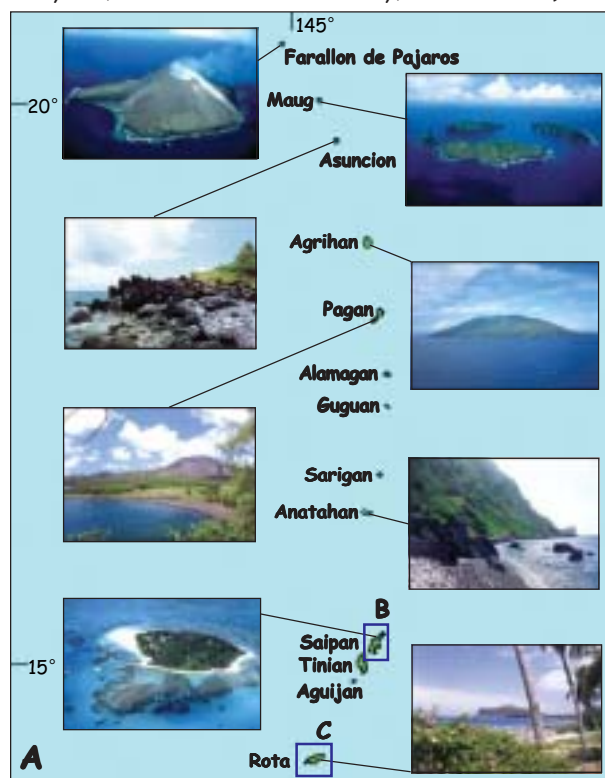 145°
Farallon de Pajaros
20°
Maug
Asuncion
Agrihan
Pagan
Alamagan
Guguan
Sarigan
Anatahan
B
Saipan
15°
Tinian
Aguijan
C
A
Rota